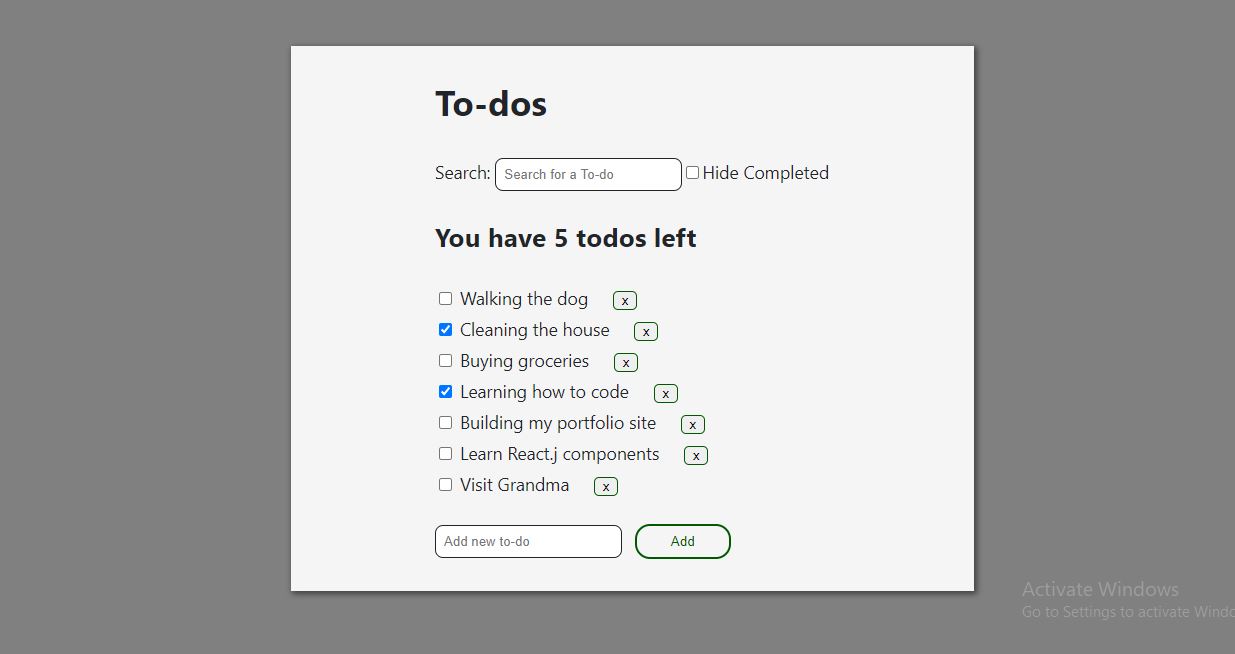 To-dos
Search: Search for a To-do Hide Completed
You have 5 todos left
Walking the dog x
Cleaning the house x
Buying groceries x
Learning how to code x
Building my portfolio site x
Learn React.j components x
Visit Grandma x
Add new to-do Add
Activate Windows
Go to Settings to activate Windo